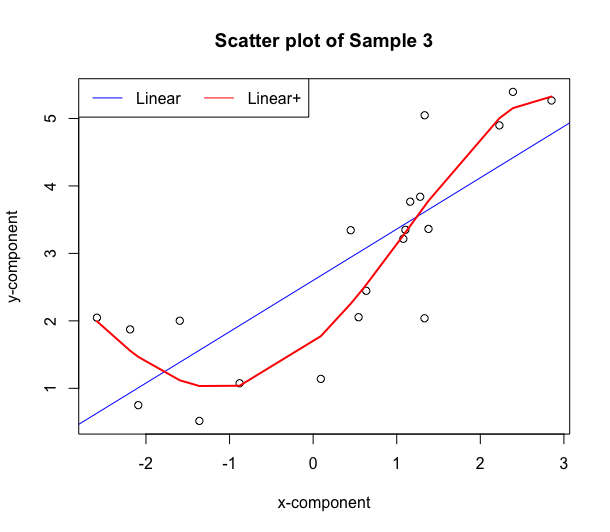 Scatter plot of Sample 3
Linear Linear+
5
4
3
2
1
y-component
-2 -1 0 1 2 3
x-component